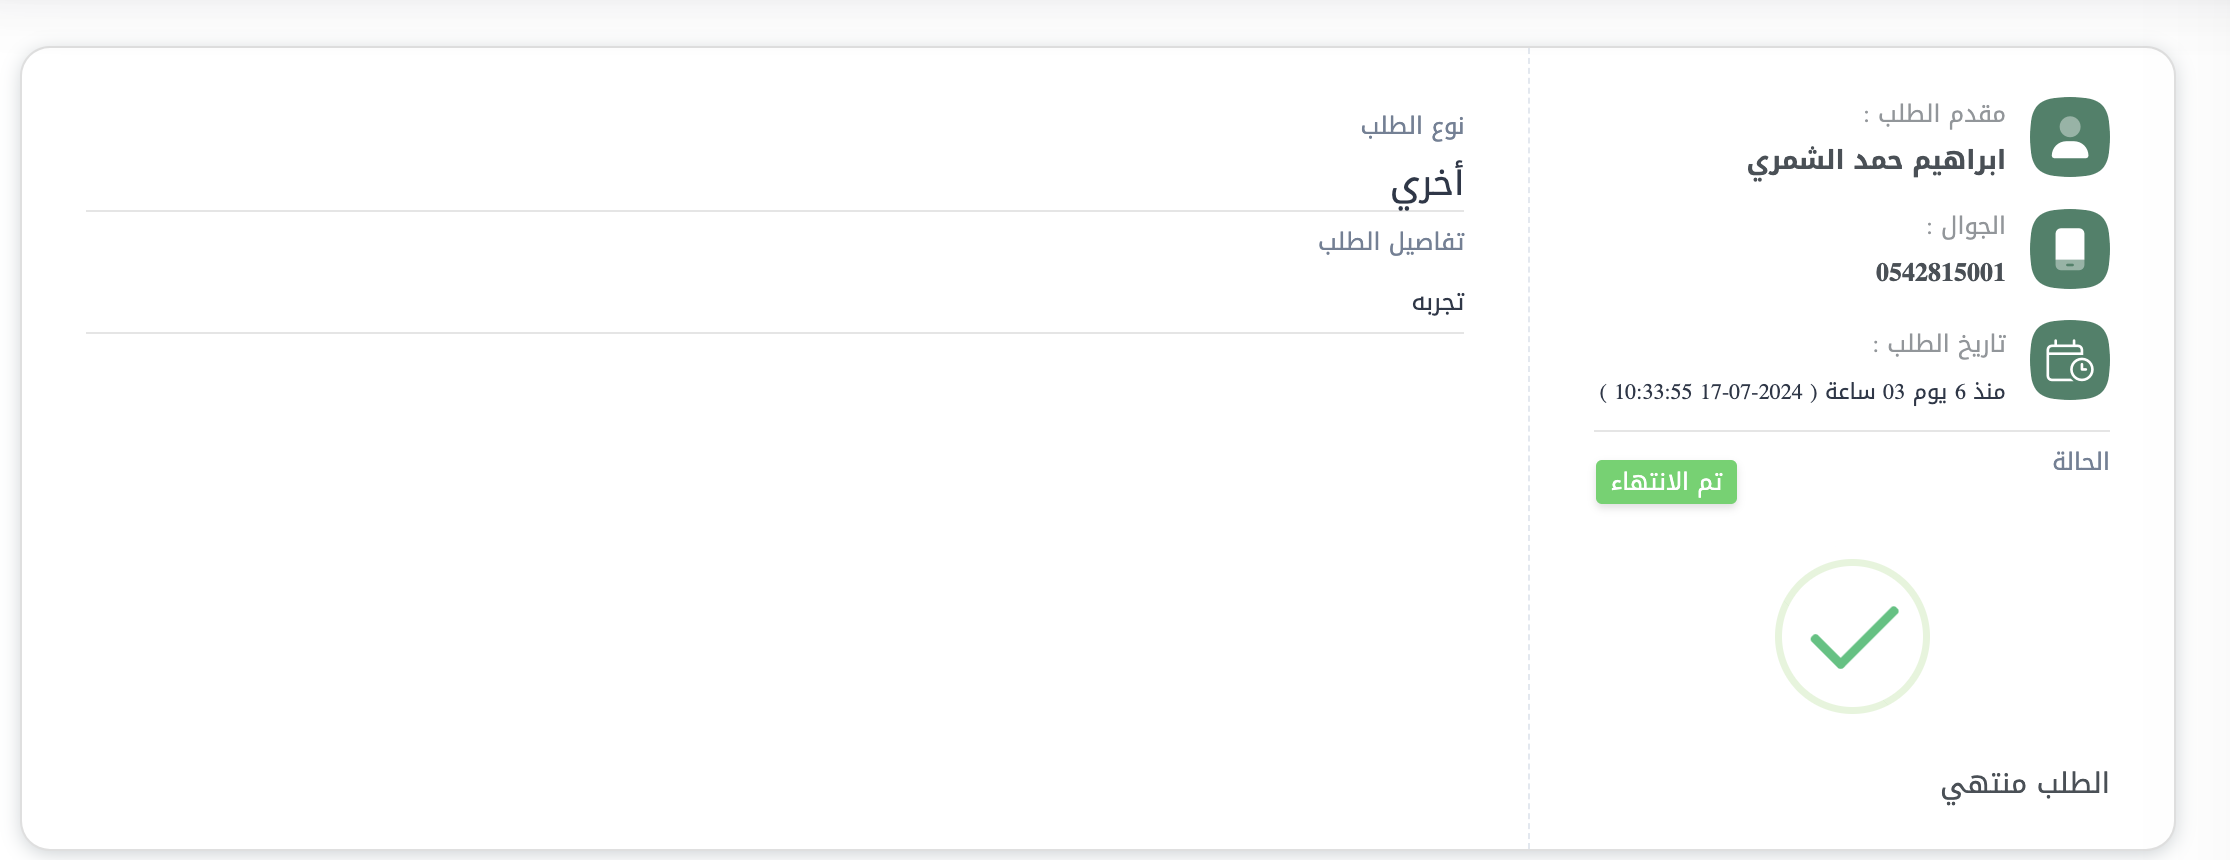 مقدم الطلب :
ابراهيم حمد الشمري
الجوال :
0542815001
تاريخ الطلب :
منذ 6 يوم 03 ساعة ( 2024-07-17 10:33:55 )
الحالة
تم الانتهاء
الطلب منتهي
نوع الطلب
أخري
تفاصيل الطلب
تجربه